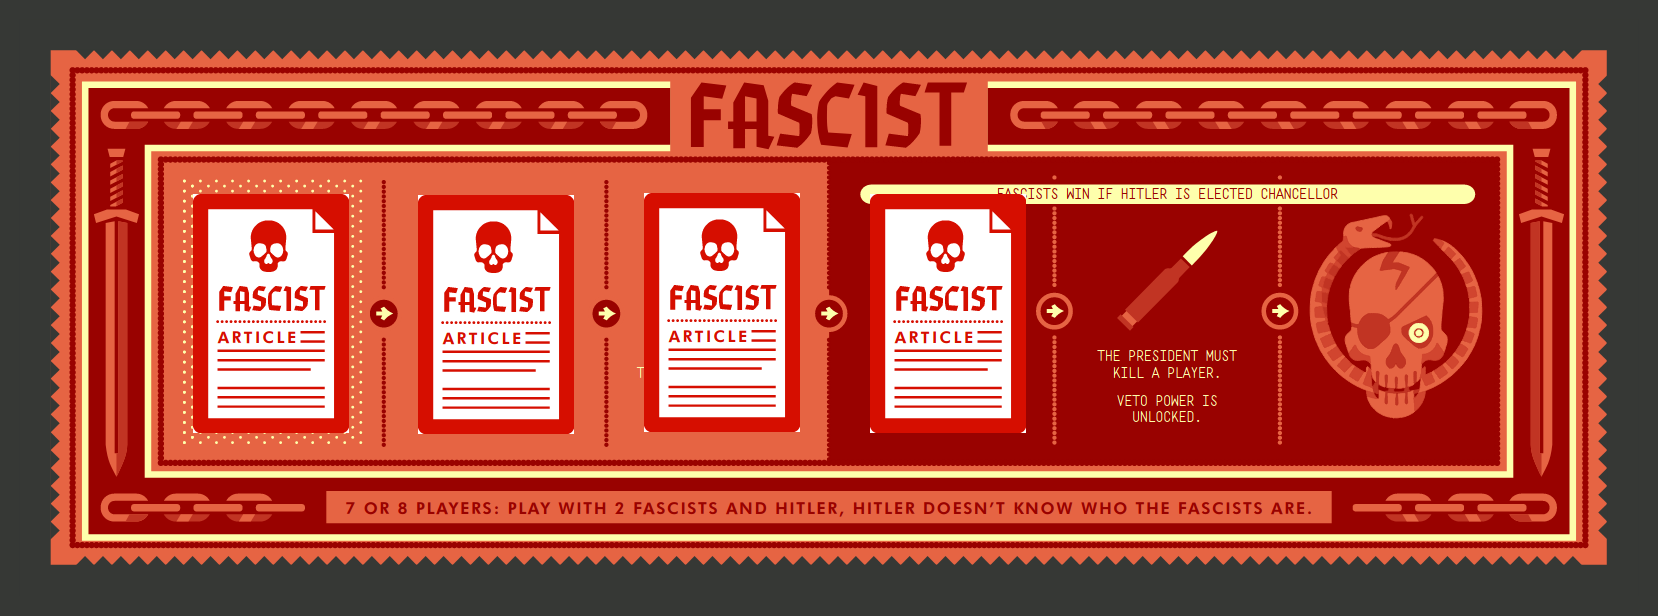 FASCIST
FASCISTS WIN IF HITLER IS ELECTED CHANCELLOR
FASCIST
ARTICLE
FASCIST
ARTICLE
FASCIST
ARTICLE
FASCIST
ARTICLE
T
THE PRESIDENT MUST
KILL A PLAYER.
VETO POWER IS
UNLOCKED.
7 OR 8 PLAYERS: PLAY WITH 2 FASCISTS AND HITLER, HITLER DOESN'T KNOW WHO THE FASCISTS ARE.